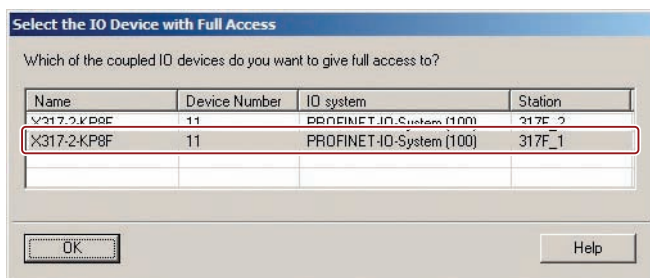 Select the IO Device with Full Access
Which of the coupled IO devices do you want to give full access to?
Name Device Number IO system Station
X317-2-KP8F 11 PROFINET-IO-System (100) 317F_2
X317-2-KP8F 11 PROFINET-IO-System (100) 317F_1
OK Help